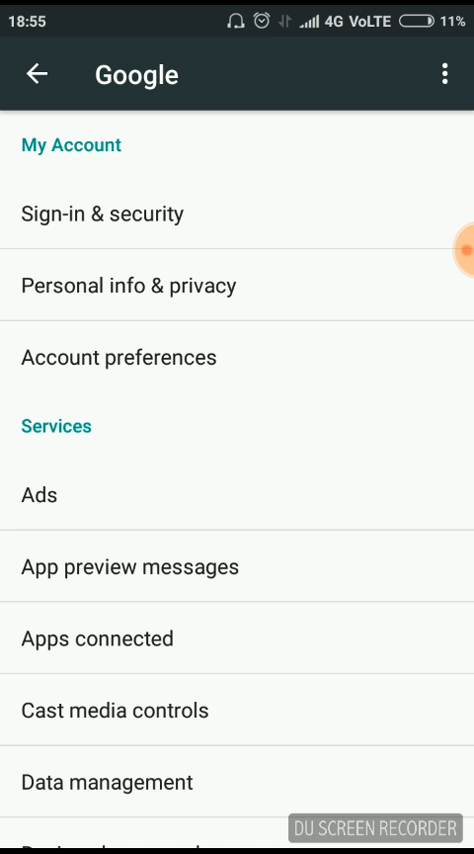 18:55 4G VoLTE 11%
Google
My Account
Sign-in & security
Personal info & privacy
Account preferences
Services
Ads
App preview messages
Apps connected
Cast media controls
Data management
DU SCREEN RECORDER